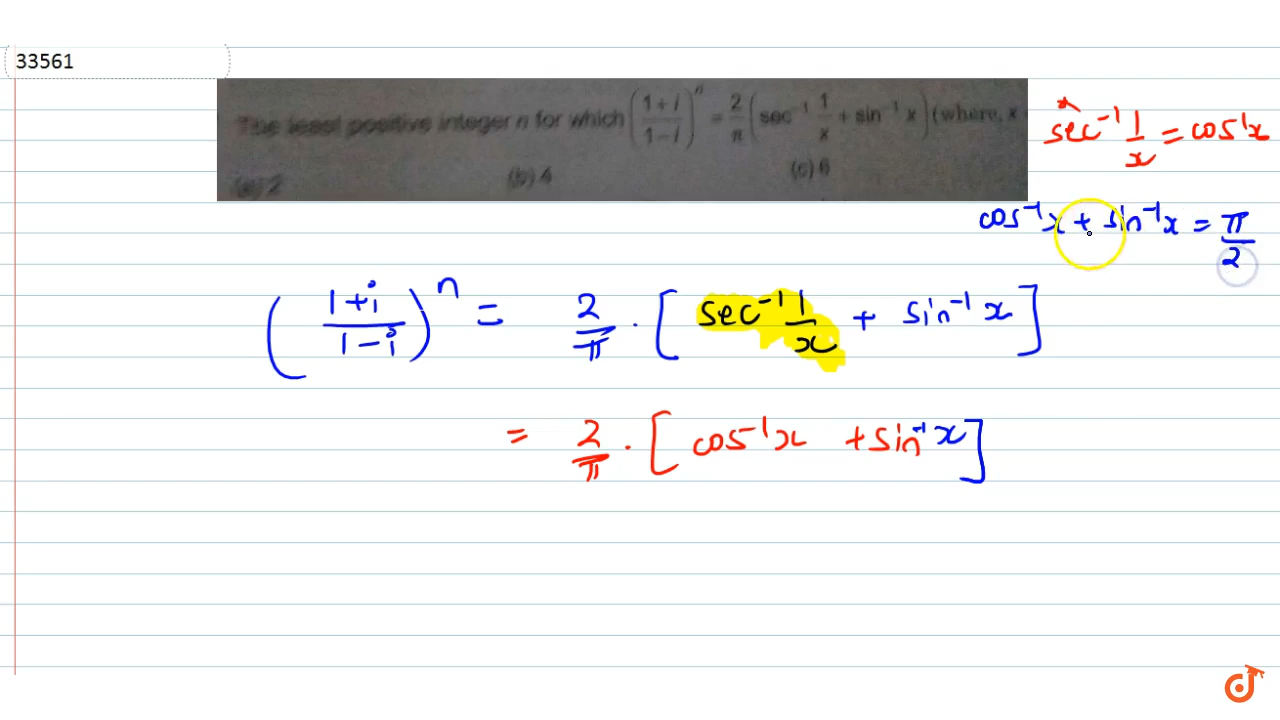 33561
The least positive integer n for which ((1+i)/(1-i))^n = 2/π (sec⁻¹ 1/x + sin⁻¹ x) (where, x
(a) 2 (b) 4 (c) 6
sec⁻¹ 1/x = cos⁻¹x
cos⁻¹x + sin⁻¹x = π/2
((1+i)/(1-i))^n = 2/π · [sec⁻¹ 1/x + sin⁻¹ x]
= 2/π · [cos⁻¹x + sin⁻¹ x]